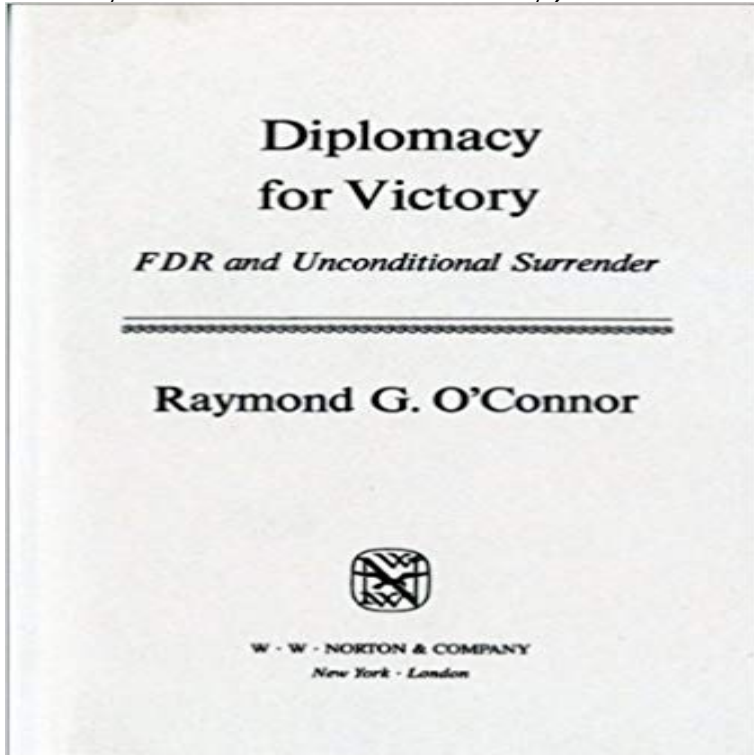 Diplomacy
for Victory
FDR and Unconditional Surrender
Raymond G. O'Connor
W · W · NORTON & COMPANY
New York · London